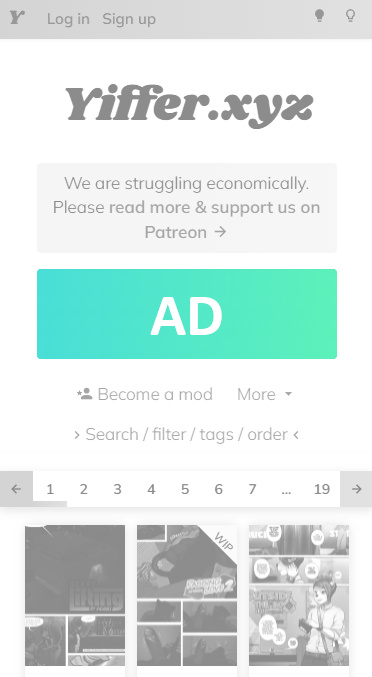 Y Log in Sign up
Yiffer.xyz
We are struggling economically.
Please read more & support us on
Patreon →
AD
Become a mod More
› Search / filter / tags / order ‹
← 1 2 3 4 5 6 7 ... 19 →
WIP